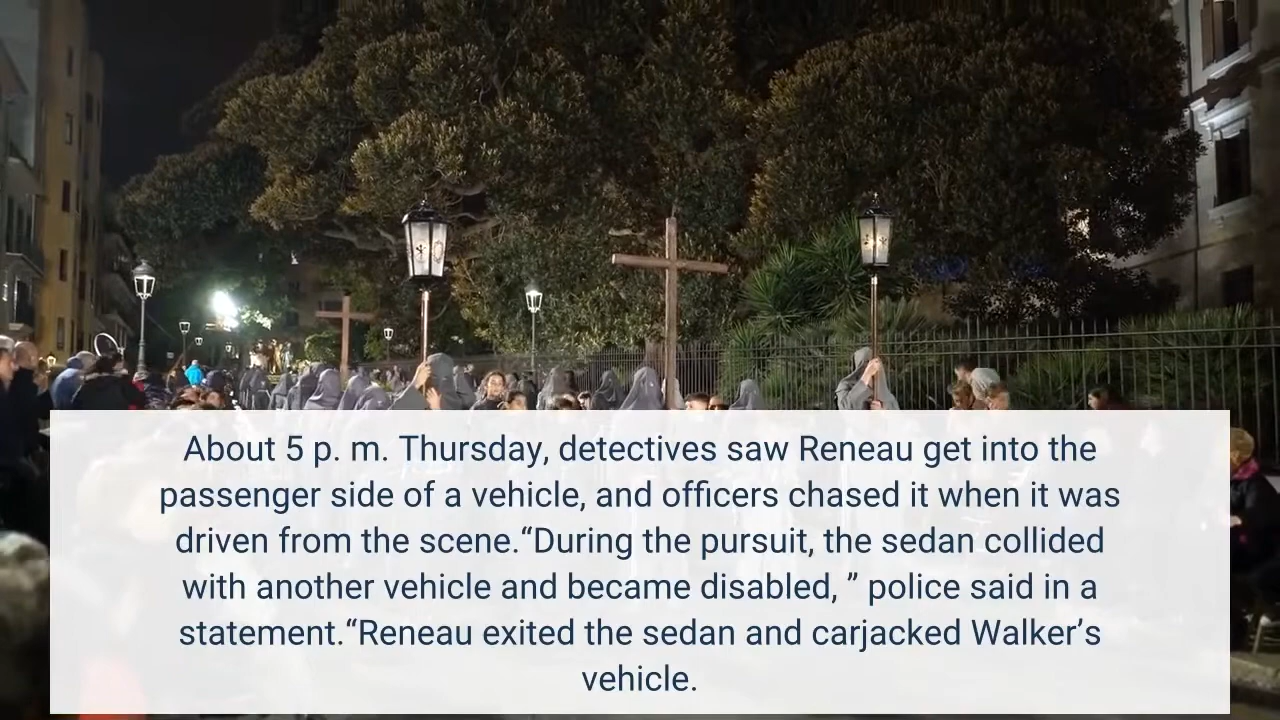 About 5 p. m. Thursday, detectives saw Reneau get into the
passenger side of a vehicle, and officers chased it when it was
driven from the scene.“During the pursuit, the sedan collided
with another vehicle and became disabled, ” police said in a
statement.“Reneau exited the sedan and carjacked Walker’s
vehicle.